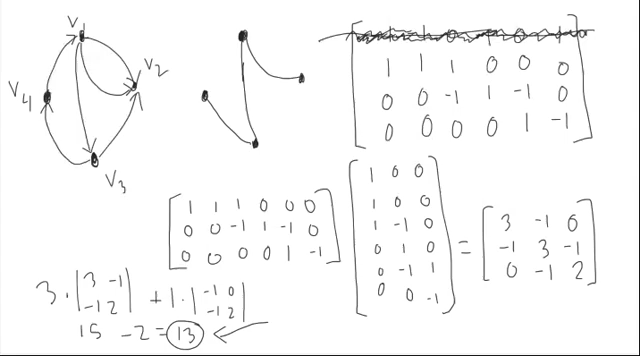 V
V2
V4
V3
1 1 1 0 0 0
0 0 -1 1 -1 0
0 0 0 0 1 -1
1 1 1 0 0 0
0 0 -1 1 -1 0
0 0 0 0 1 -1
1 0 0
1 0 0
1 -1 0
0 1 0
0 -1 1
0 0 -1
=
3 -1 0
-1 3 -1
0 -1 2
3 · |3 -1| + 1 · |-1 0|
|-1 2| |-1 2|
15 -2 = 13